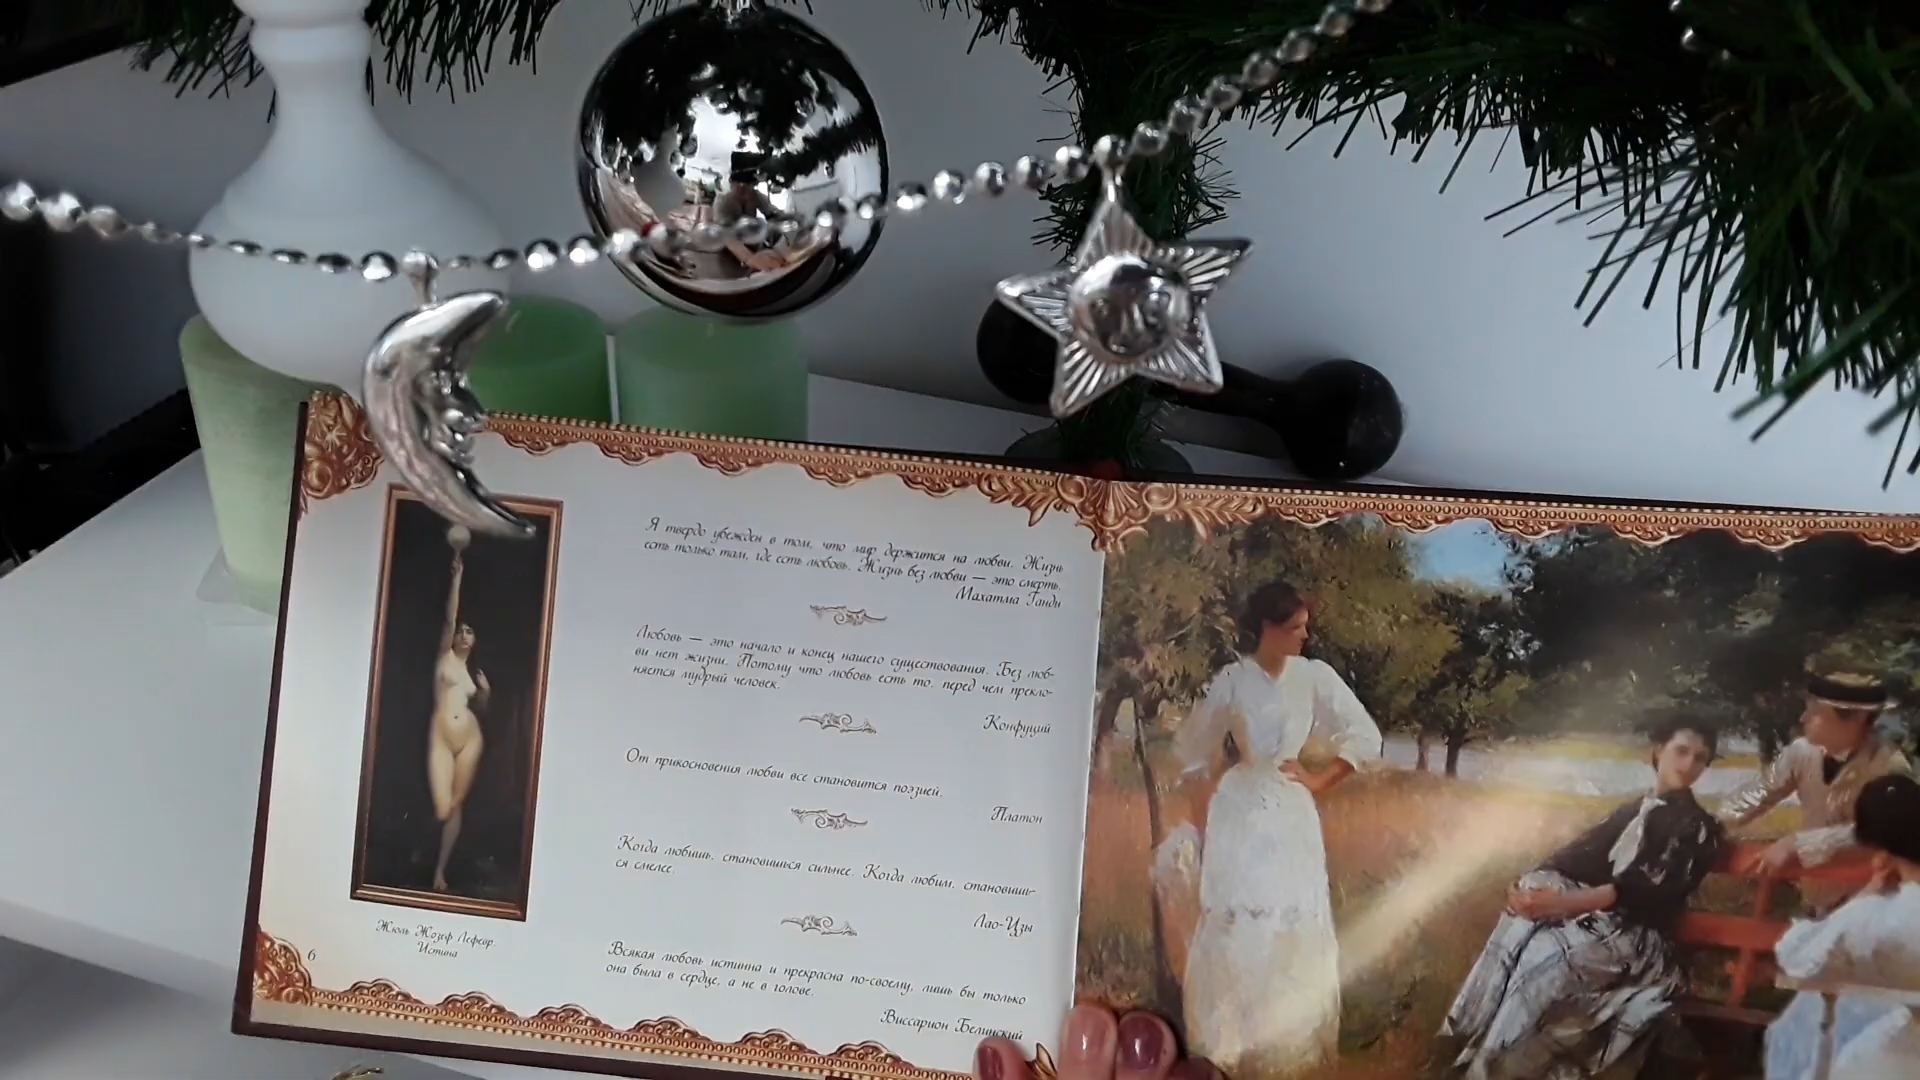 Я твердо убежден в том, что мир держится на любви. Жизнь
есть только там, где есть любовь. Жизнь без любви — это смерть.
Махатма Ганди
Любовь — это начало и конец нашего существования. Без люб-
ви нет жизни. Потому что любовь есть то, перед чем прекло-
няется мудрый человек.
Конфуций
От прикосновения любви все становится поэзией.
Платон
Когда любишь, становишься сильнее. Когда любим, становишь-
ся смелее.
Лао-Цзы
Всякая любовь истинна и прекрасна по-своему, лишь бы только
она была в сердце, а не в голове.
Виссарион Белинский
Жюль Жозеф Лефевр.
Истина
6